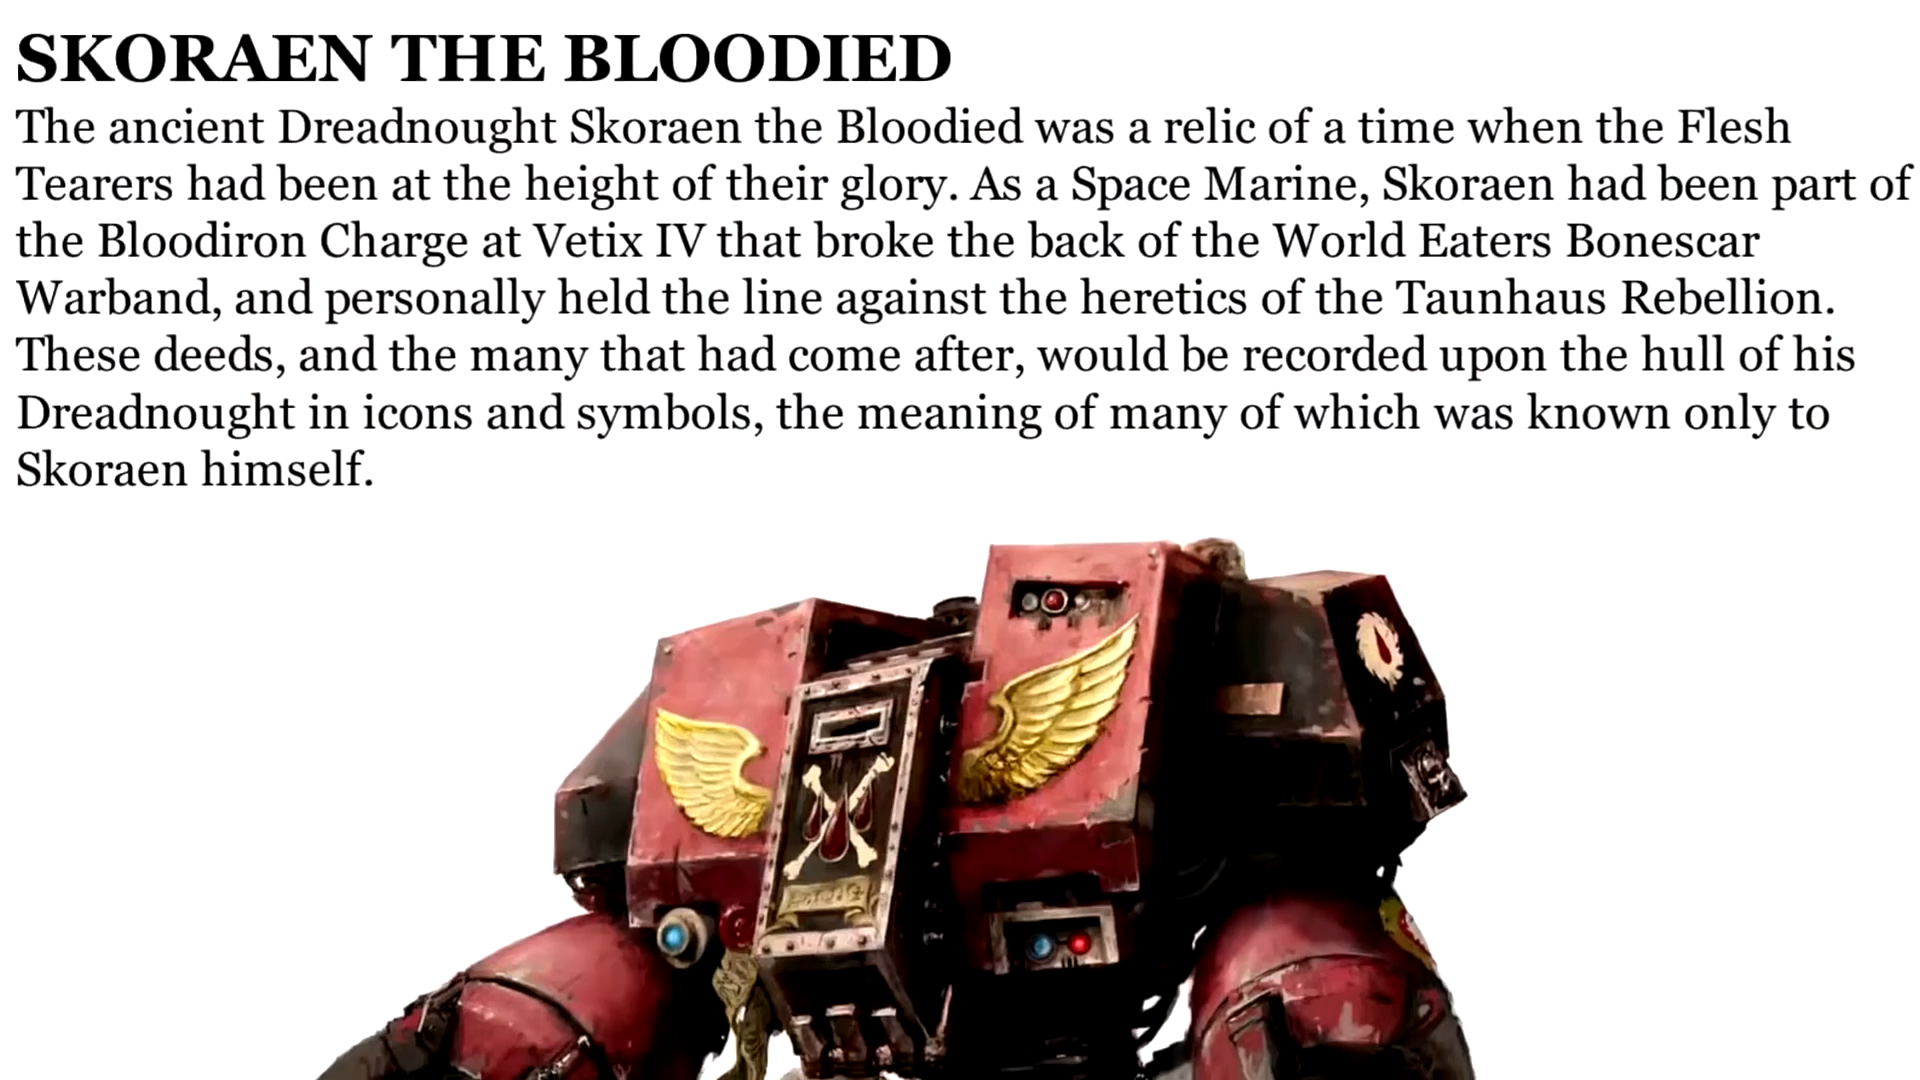 SKORAEN THE BLOODIED
The ancient Dreadnought Skoraen the Bloodied was a relic of a time when the Flesh
Tearers had been at the height of their glory. As a Space Marine, Skoraen had been part of
the Bloodiron Charge at Vetix IV that broke the back of the World Eaters Bonescar
Warband, and personally held the line against the heretics of the Taunhaus Rebellion.
These deeds, and the many that had come after, would be recorded upon the hull of his
Dreadnought in icons and symbols, the meaning of many of which was known only to
Skoraen himself.